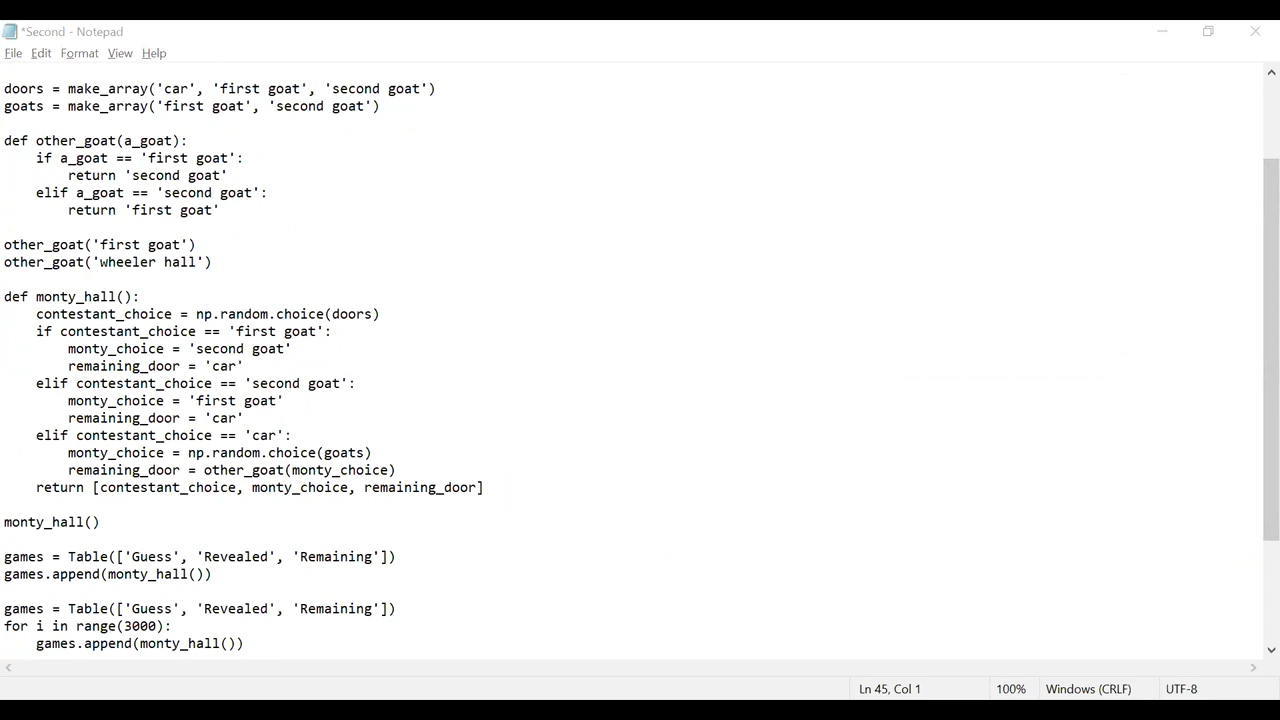 *Second - Notepad
File Edit Format View Help
doors = make_array('car', 'first goat', 'second goat')
goats = make_array('first goat', 'second goat')
def other_goat(a_goat):
    if a_goat == 'first goat':
        return 'second goat'
    elif a_goat == 'second goat':
        return 'first goat'
other_goat('first goat')
other_goat('wheeler hall')
def monty_hall():
    contestant_choice = np.random.choice(doors)
    if contestant_choice == 'first goat':
        monty_choice = 'second goat'
        remaining_door = 'car'
    elif contestant_choice == 'second goat':
        monty_choice = 'first goat'
        remaining_door = 'car'
    elif contestant_choice == 'car':
        monty_choice = np.random.choice(goats)
        remaining_door = other_goat(monty_choice)
    return [contestant_choice, monty_choice, remaining_door]
monty_hall()
games = Table(['Guess', 'Revealed', 'Remaining'])
games.append(monty_hall())
games = Table(['Guess', 'Revealed', 'Remaining'])
for i in range(3000):
    games.append(monty_hall())
Ln 45, Col 1 100% Windows (CRLF) UTF-8